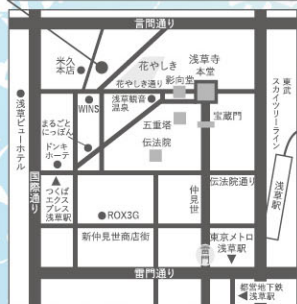 言問通り
米久
本店
花やしき
浅草寺
本堂
花やしき通り
影向堂
浅草ビューホテル
WINS
浅草観音
温泉
宝蔵門
東武
スカイツリーライン
まるごと
にっぽん
五重塔
ドンキ
ホーテ
伝法院
国際通り
つくば
エクス
プレス
浅草駅
伝法院通り
仲見世
浅草駅
ROX3G
新仲見世商店街
東京メトロ
浅草駅
雷門
雷門通り
都営地下鉄
浅草駅